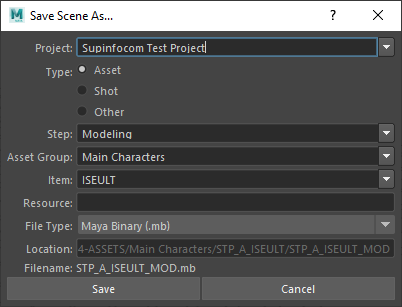 Save Scene As...
Project: Supinfocom Test Project
Type: Asset
Shot
Other
Step: Modeling
Asset Group: Main Characters
Item: ISEULT
Resource:
File Type: Maya Binary (.mb)
Location: 4-ASSETS/Main Characters/STP_A_ISEULT/STP_A_ISEULT_MOD
Filename: STP_A_ISEULT_MOD.mb
Save Cancel